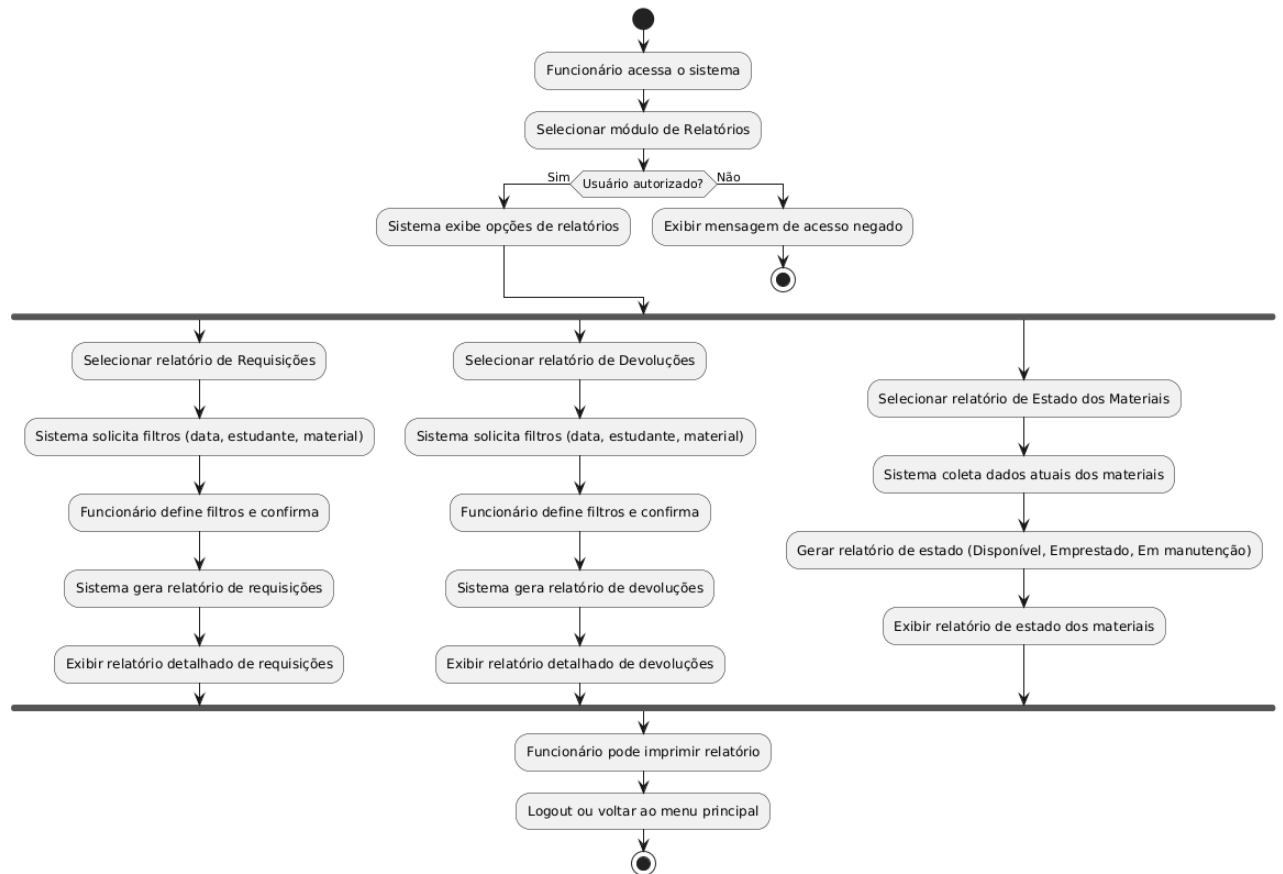 Funcionário acessa o sistema
Selecionar módulo de Relatórios
Sim
Usuário autorizado?
Não
Sistema exibe opções de relatórios
Exibir mensagem de acesso negado
Selecionar relatório de Requisições
Sistema solicita filtros (data, estudante, material)
Funcionário define filtros e confirma
Sistema gera relatório de requisições
Exibir relatório detalhado de requisições
Selecionar relatório de Devoluções
Sistema solicita filtros (data, estudante, material)
Funcionário define filtros e confirma
Sistema gera relatório de devoluções
Exibir relatório detalhado de devoluções
Selecionar relatório de Estado dos Materiais
Sistema coleta dados atuais dos materiais
Gerar relatório de estado (Disponível, Emprestado, Em manutenção)
Exibir relatório de estado dos materiais
Funcionário pode imprimir relatório
Logout ou voltar ao menu principal